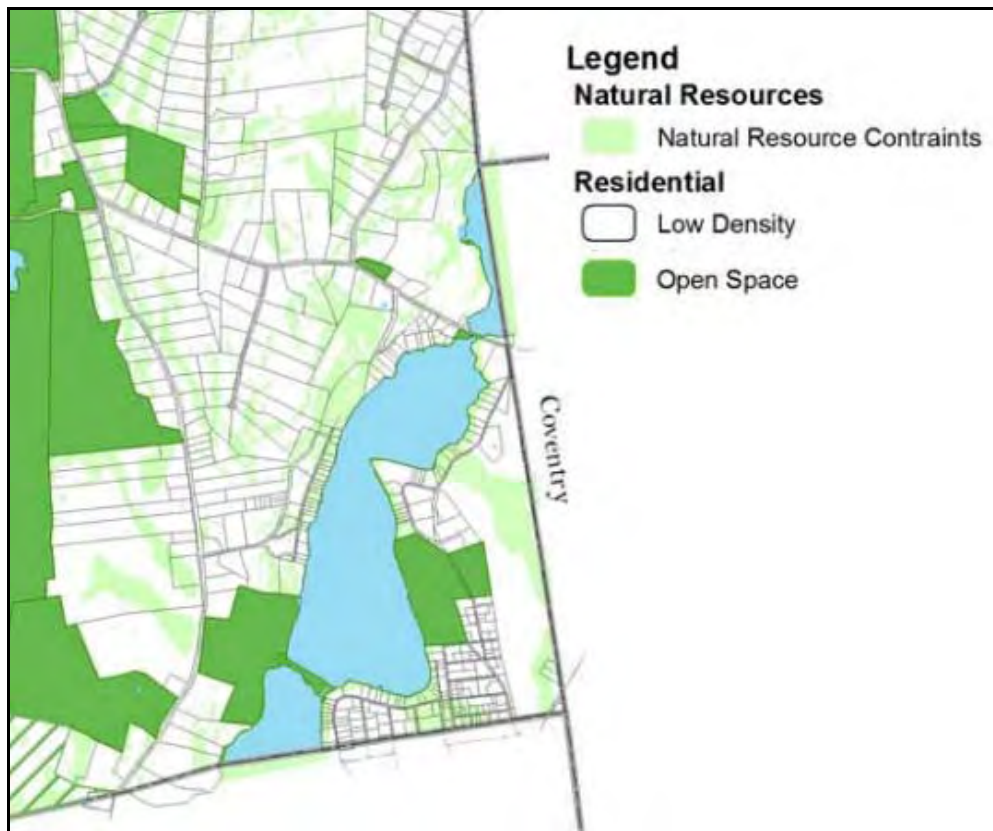 Legend
Natural Resources
Natural Resource Contraints
Residential
Low Density
Open Space
Coventry